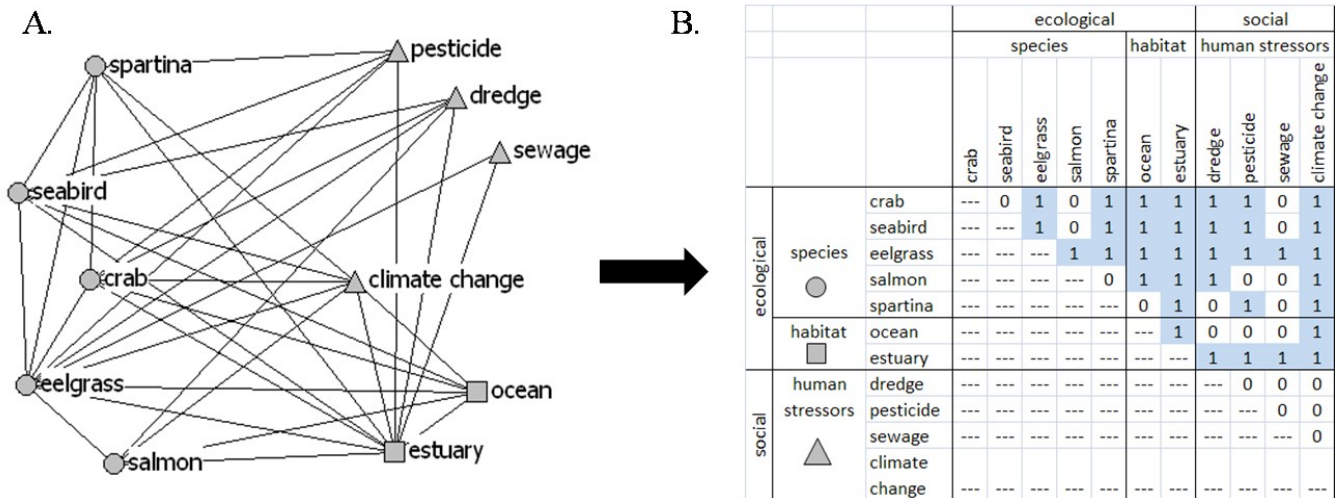 A.
pesticide
spartina
dredge
sewage
seabird
crab
climate change
eelgrass
ocean
estuary
salmon
B.
ecological social
species habitat human stressors
crab seabird eelgrass salmon spartina ocean estuary dredge pesticide sewage climate change
ecological
species
habitat
social
human
stressors
crab --- 0 1 0 1 1 1 1 1 0 1
seabird --- --- 1 0 1 1 1 1 1 0 1
eelgrass --- --- --- 1 1 1 1 1 1 1 1
salmon --- --- --- --- 0 1 1 1 0 0 1
spartina --- --- --- --- --- 0 1 0 1 0 1
ocean --- --- --- --- --- --- 1 0 0 0 1
estuary --- --- --- --- --- --- --- 1 1 1 1
dredge --- --- --- --- --- --- --- --- 0 0 0
pesticide --- --- --- --- --- --- --- --- --- 0 0
sewage --- --- --- --- --- --- --- --- --- --- 0
climate
change --- --- --- --- --- --- --- --- --- --- ---